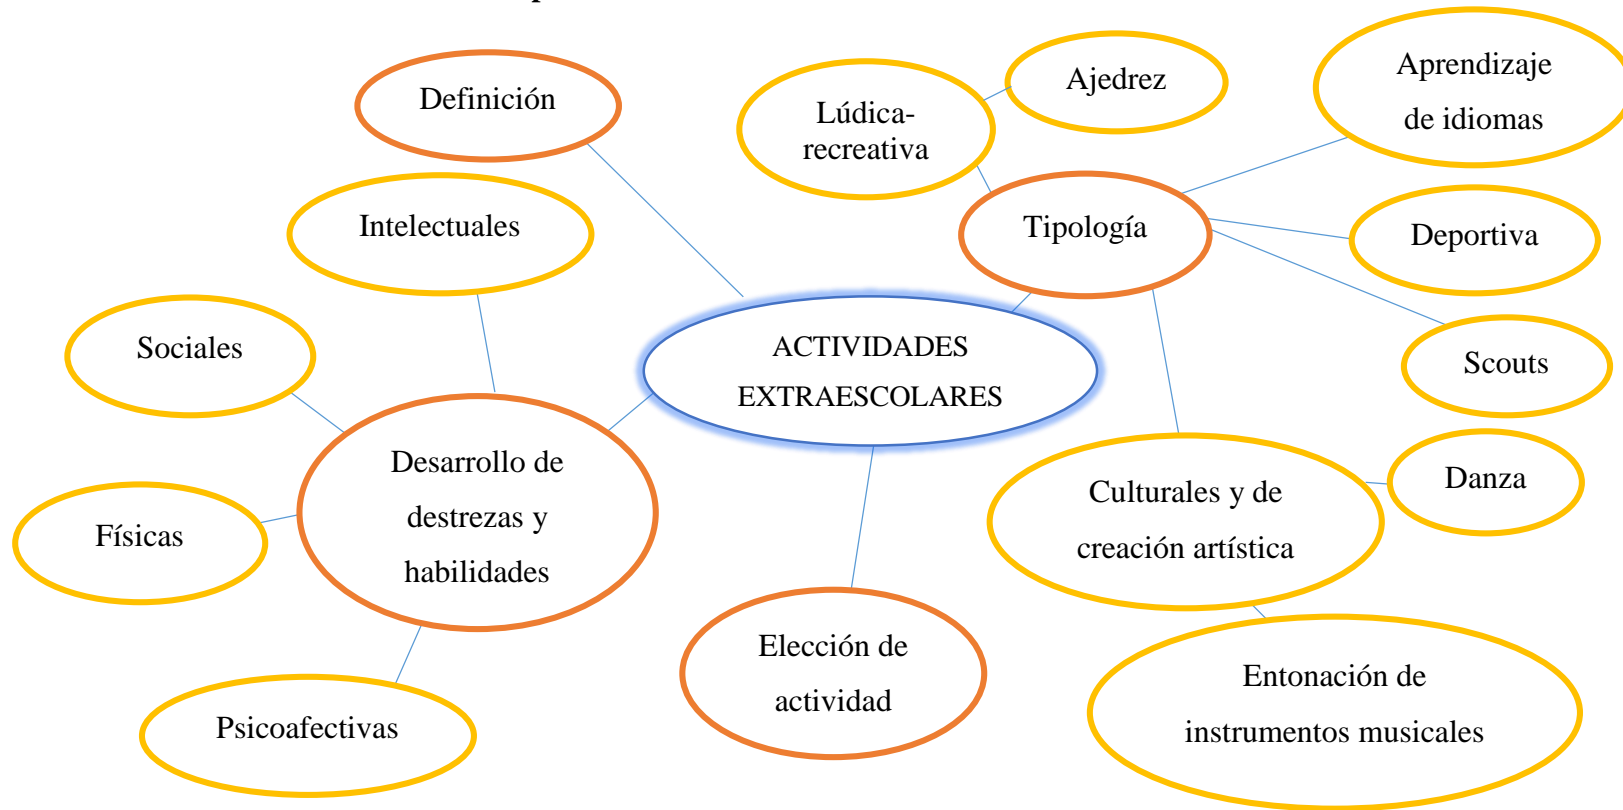 Definición
Intelectuales
Sociales
Físicas
Psicoafectivas
Desarrollo de
destrezas y
habilidades
ACTIVIDADES
EXTRAESCOLARES
Elección de
actividad
Lúdica-
recreativa
Ajedrez
Tipología
Aprendizaje
de idiomas
Deportiva
Scouts
Culturales y de
creación artística
Danza
Entonación de
instrumentos musicales